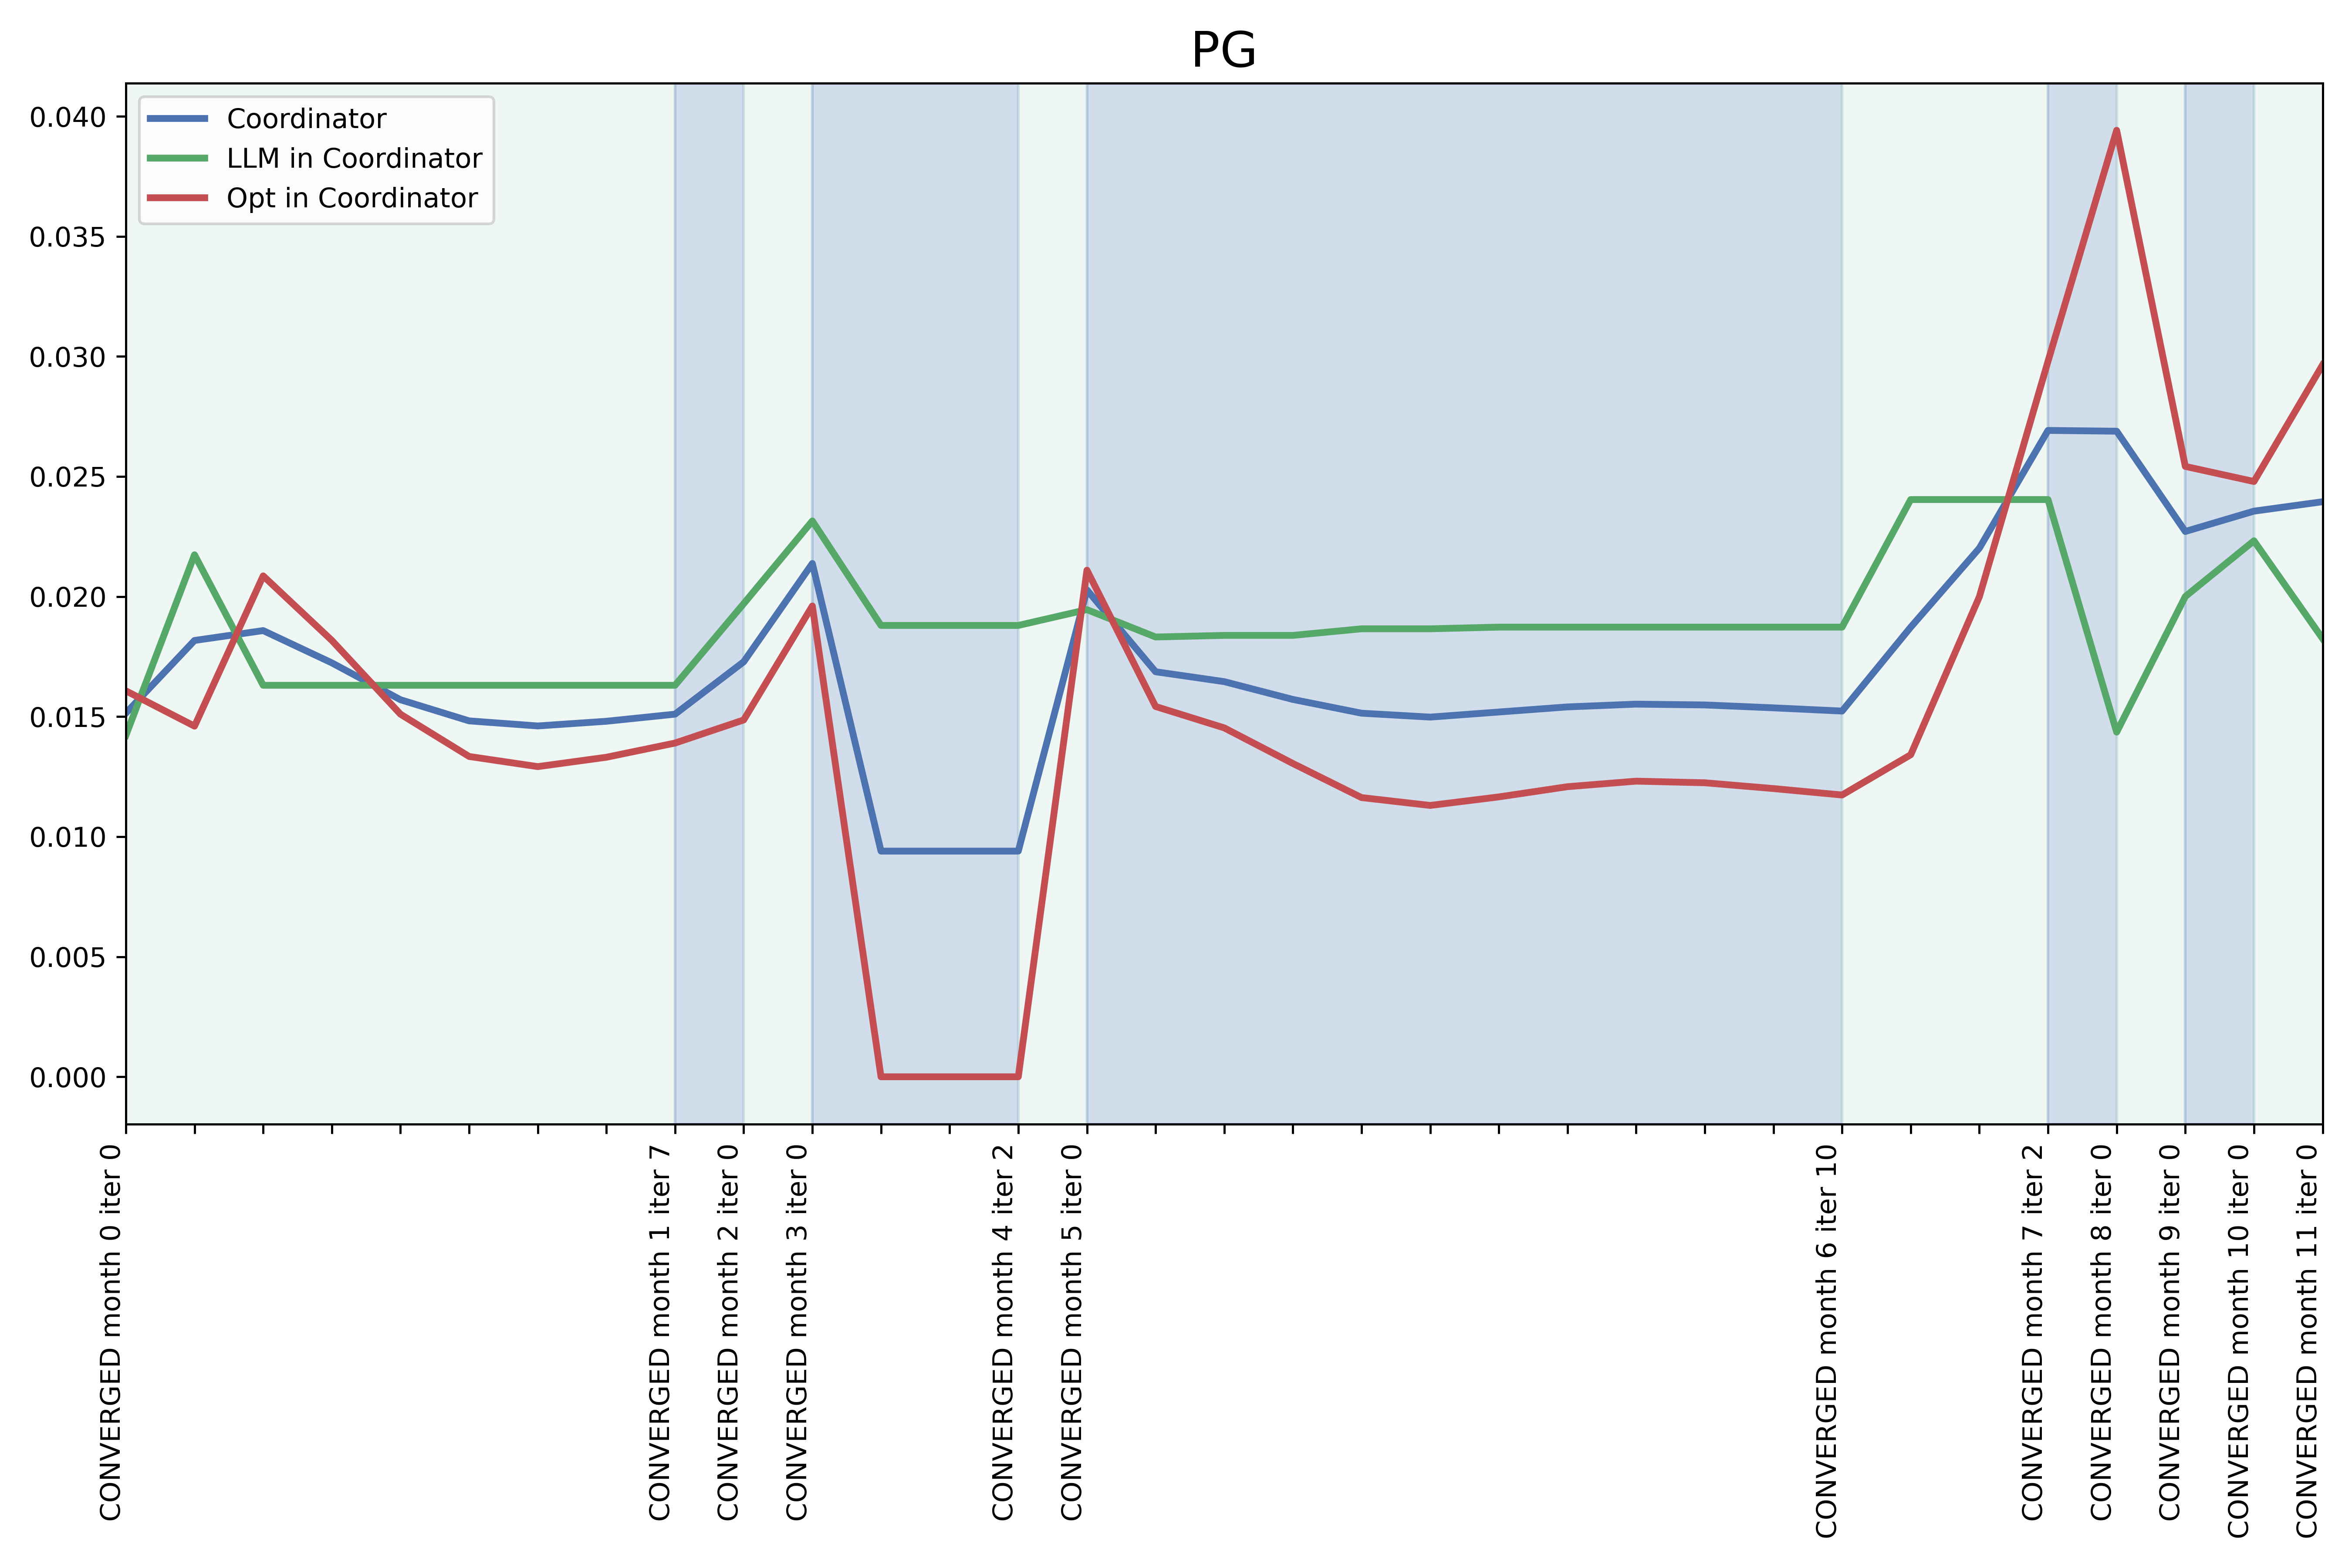 PG
Coordinator
LLM in Coordinator
Opt in Coordinator
0.040
0.035
0.030
0.025
0.020
0.015
0.010
0.005
0.000
CONVERGED month 0 iter 0
CONVERGED month 1 iter 7
CONVERGED month 2 iter 0
CONVERGED month 3 iter 0
CONVERGED month 4 iter 2
CONVERGED month 5 iter 0
CONVERGED month 6 iter 10
CONVERGED month 7 iter 2
CONVERGED month 8 iter 0
CONVERGED month 9 iter 0
CONVERGED month 10 iter 0
CONVERGED month 11 iter 0